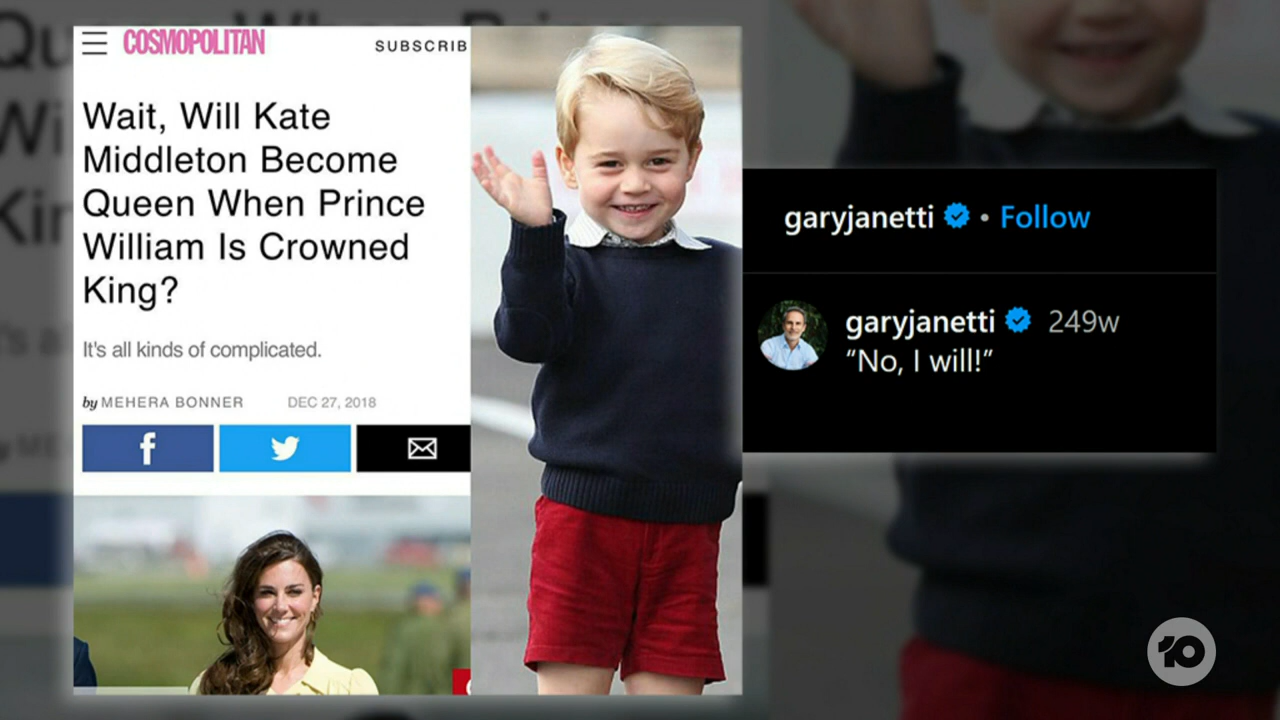 COSMOPOLITAN
SUBSCRIB
Wait, Will Kate
Middleton Become
Queen When Prince
William Is Crowned
King?
It's all kinds of complicated.
by MEHERA BONNER
DEC 27, 2018
garyjanetti • Follow
garyjanetti 249w
“No, I will!”
10